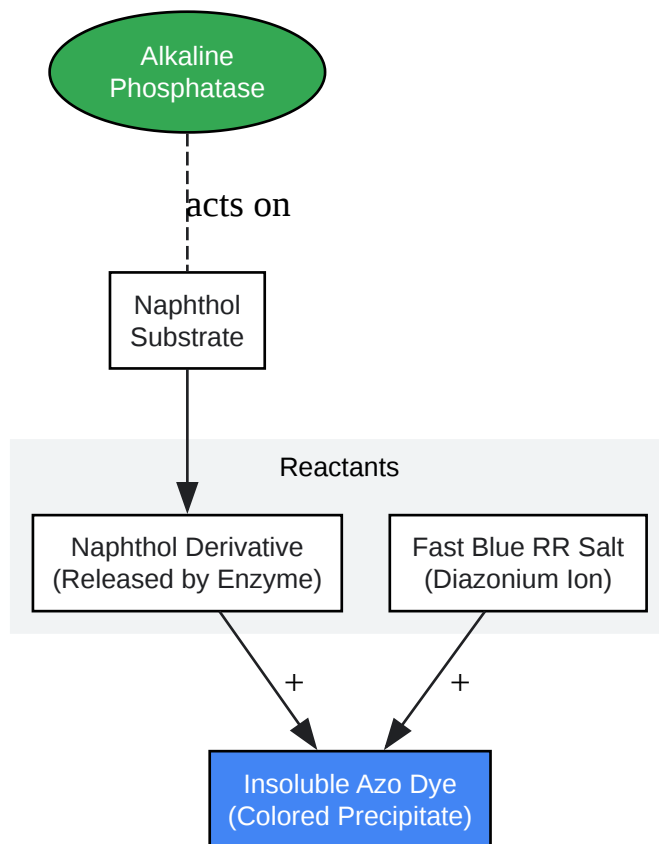 Alkaline
Phosphatase
acts on
Naphthol
Substrate
Reactants
Naphthol Derivative
(Released by Enzyme)
Fast Blue RR Salt
(Diazonium Ion)
+
+
Insoluble Azo Dye
(Colored Precipitate)